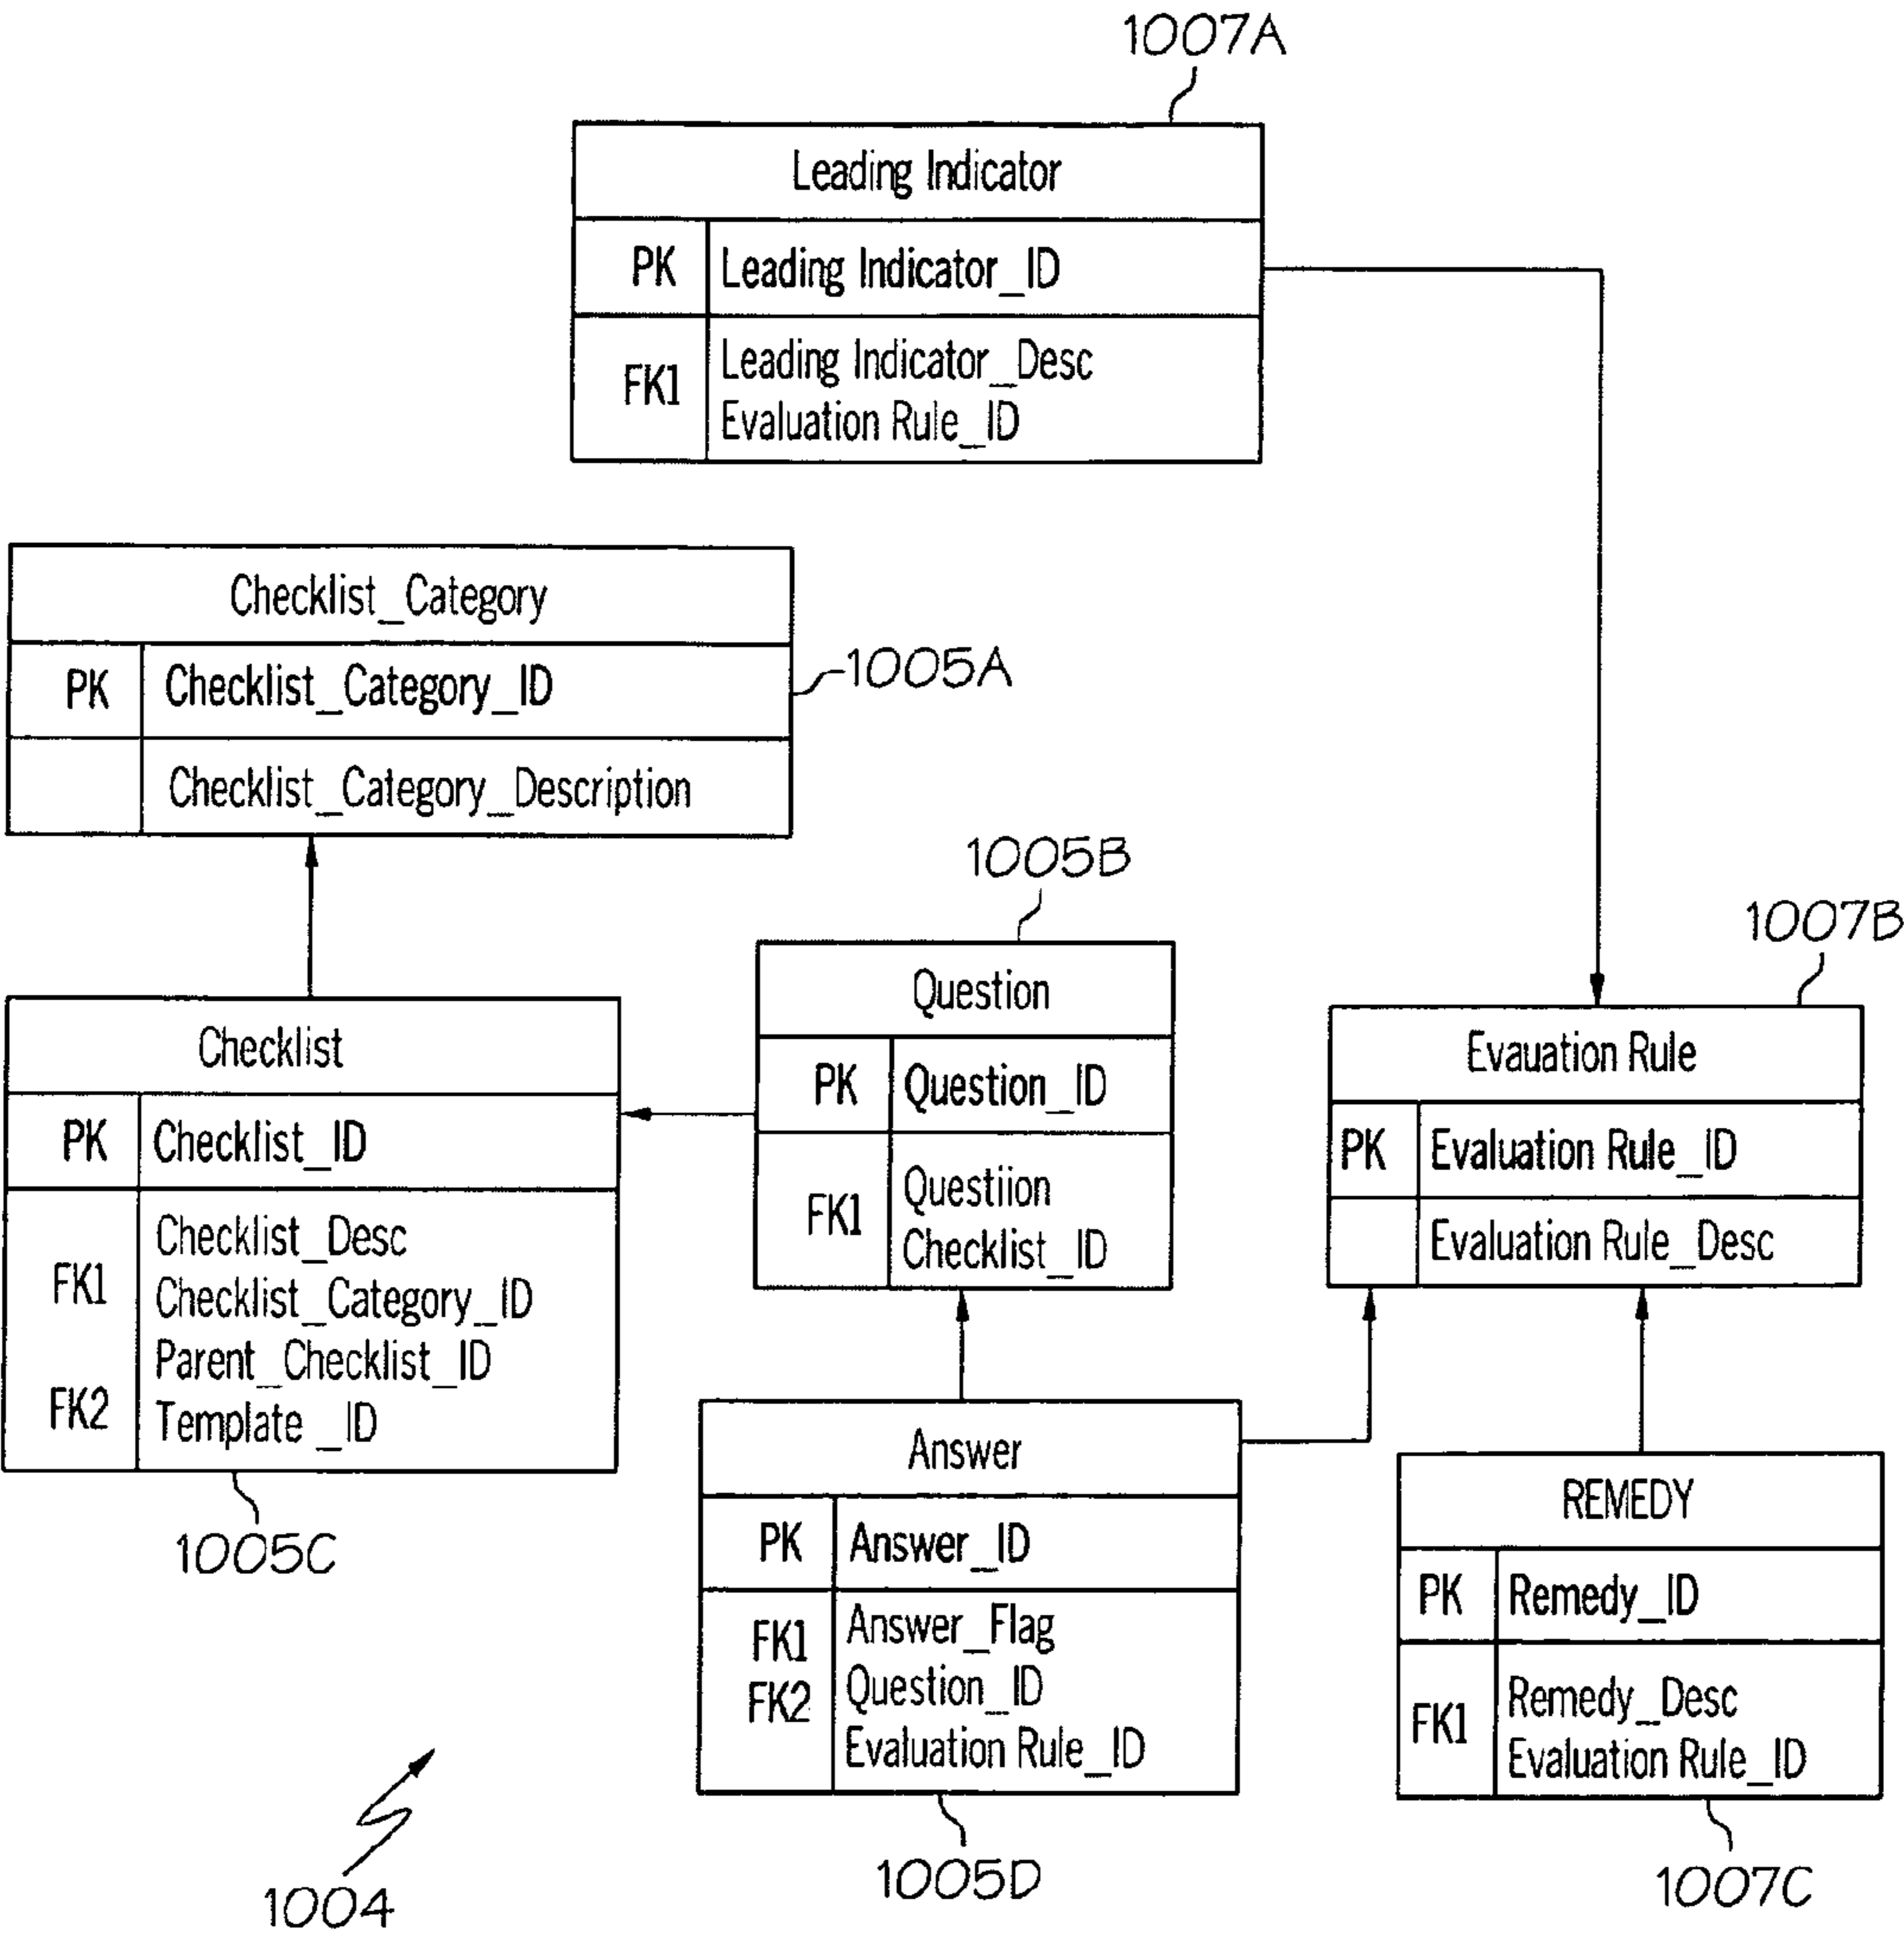 1007A
Leading Indicator
PK Leading Indicator_ID
Leading Indicator_Desc
FK1
Evaluation Rule_ID
Checklist_Category
PK Checklist_Category_ID
1005A
Checklist_Category_Description
1005B
Question
PK Question_ID
Questiion
FK1
Checklist_ID
1007B
Evauation Rule
PK Evaluation Rule_ID
Evaluation Rule_Desc
Checklist
PK Checklist_ID
Checklist_Desc
FK1 Checklist_Category_ID
Parent_Checklist_ID
FK2 Template _ID
1005C
Answer
PK Answer_ID
FK1 Answer_Flag
FK2 Question_ID
Evaluation Rule_ID
1005D
REMEDY
PK Remedy_ID
Remedy_Desc
FK1
Evaluation Rule_ID
1007C
1004